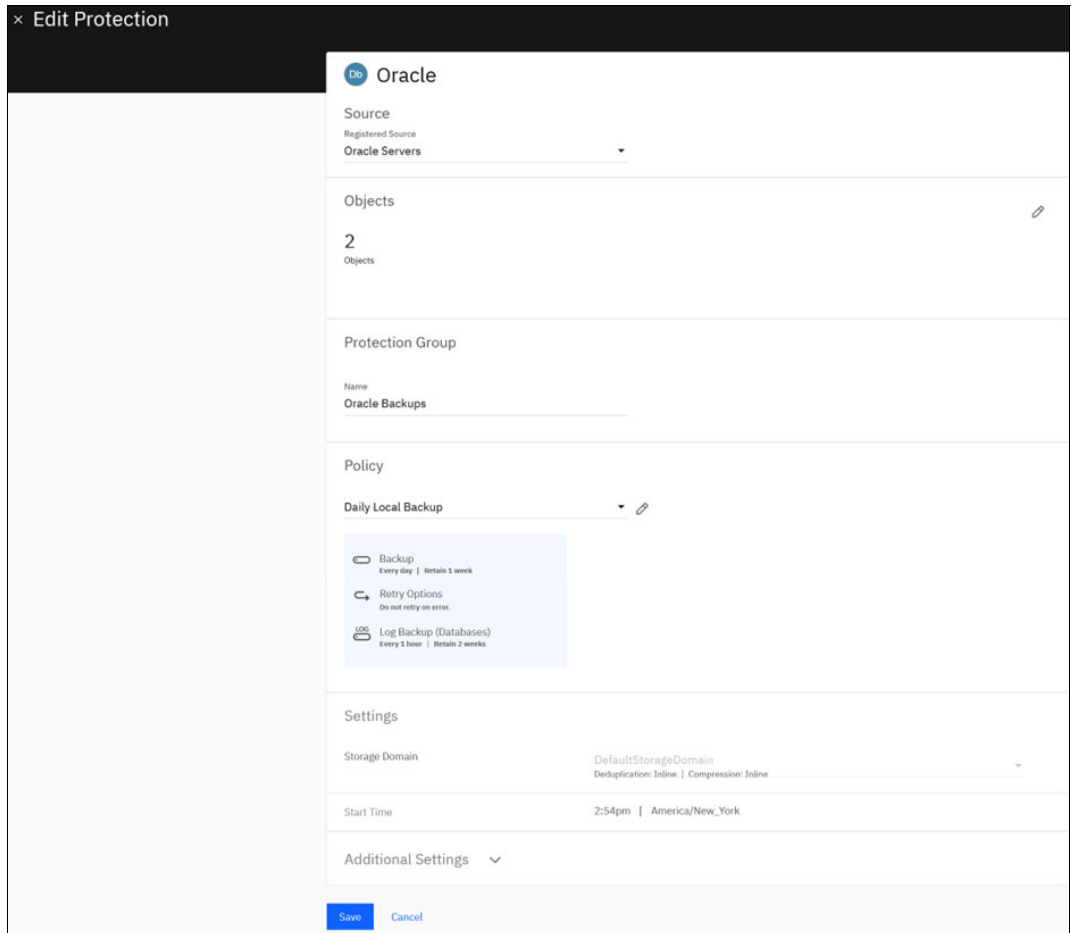 × Edit Protection
Db Oracle
Source
Registered Source
Oracle Servers
Objects
2
Objects
Protection Group
Name
Oracle Backups
Policy
Daily Local Backup
Backup
Every day | Retain 1 week
Retry Options
Do not retry on error.
LOG Log Backup (Databases)
Every 1 hour | Retain 2 weeks
Settings
Storage Domain DefaultStorageDomain
Deduplication: Inline | Compression: Inline
Start Time 2:54pm | America/New_York
Additional Settings
Save Cancel